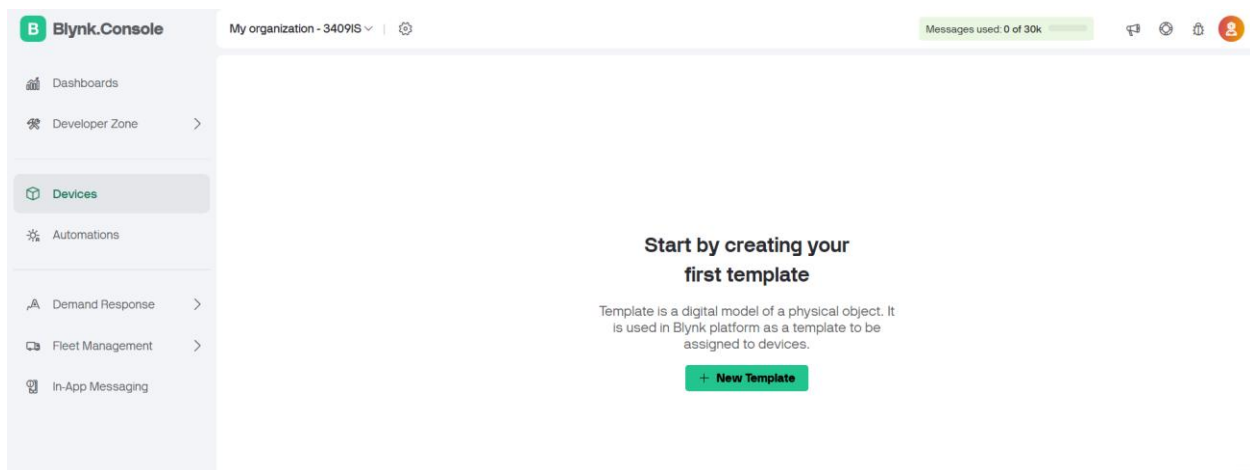 B Blynk.Console
My organization - 3409IS
Messages used: 0 of 30k
Dashboards
Developer Zone
Devices
Automations
Demand Response
Fleet Management
In-App Messaging
Start by creating your
first template
Template is a digital model of a physical object. It
is used in Blynk platform as a template to be
assigned to devices.
+ New Template